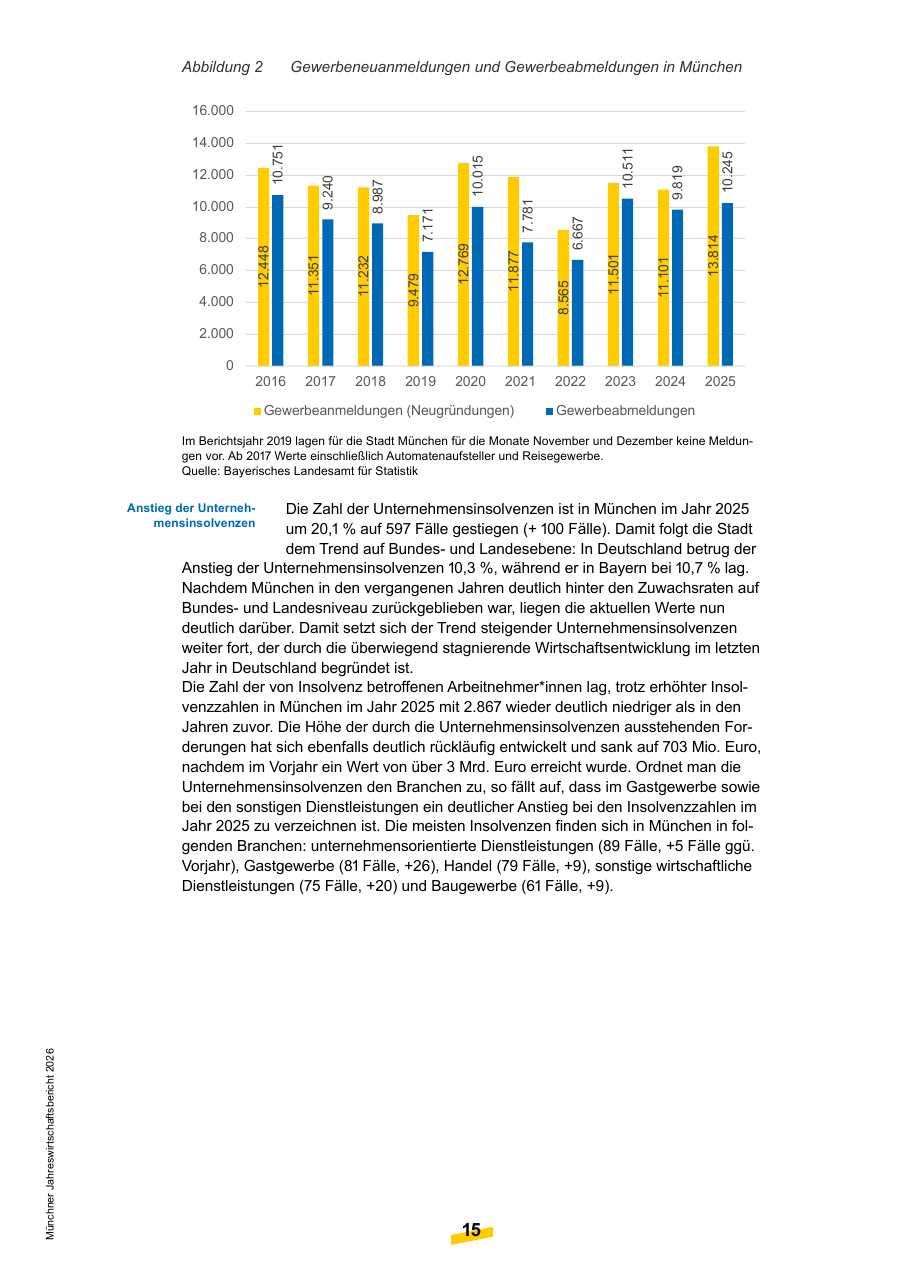 Abbildung 2 Gewerbeneuanmeldungen und Gewerbeabmeldungen in München
16.000
14.000
12.000
10.000
8.000
6.000
4.000
2.000
0
12.448
10.751
11.351
9.240
11.232
8.987
9.479
7.171
12.769
10.015
11.877
7.781
8.565
6.667
11.501
10.511
11.101
9.819
13.814
10.245
2016 2017 2018 2019 2020 2021 2022 2023 2024 2025
Gewerbeanmeldungen (Neugründungen) Gewerbeabmeldungen
Im Berichtsjahr 2019 lagen für die Stadt München für die Monate November und Dezember keine Meldun-
gen vor. Ab 2017 Werte einschließlich Automatenaufsteller und Reisegewerbe.
Quelle: Bayerisches Landesamt für Statistik
Anstieg der Unterneh-
mensinsolvenzen
Die Zahl der Unternehmensinsolvenzen ist in München im Jahr 2025
um 20,1 % auf 597 Fälle gestiegen (+ 100 Fälle). Damit folgt die Stadt
dem Trend auf Bundes- und Landesebene: In Deutschland betrug der
Anstieg der Unternehmensinsolvenzen 10,3 %, während er in Bayern bei 10,7 % lag.
Nachdem München in den vergangenen Jahren deutlich hinter den Zuwachsraten auf
Bundes- und Landesniveau zurückgeblieben war, liegen die aktuellen Werte nun
deutlich darüber. Damit setzt sich der Trend steigender Unternehmensinsolvenzen
weiter fort, der durch die überwiegend stagnierende Wirtschaftsentwicklung im letzten
Jahr in Deutschland begründet ist.
Die Zahl der von Insolvenz betroffenen Arbeitnehmer*innen lag, trotz erhöhter Insol-
venzzahlen in München im Jahr 2025 mit 2.867 wieder deutlich niedriger als in den
Jahren zuvor. Die Höhe der durch die Unternehmensinsolvenzen ausstehenden For-
derungen hat sich ebenfalls deutlich rückläufig entwickelt und sank auf 703 Mio. Euro,
nachdem im Vorjahr ein Wert von über 3 Mrd. Euro erreicht wurde. Ordnet man die
Unternehmensinsolvenzen den Branchen zu, so fällt auf, dass im Gastgewerbe sowie
bei den sonstigen Dienstleistungen ein deutlicher Anstieg bei den Insolvenzzahlen im
Jahr 2025 zu verzeichnen ist. Die meisten Insolvenzen finden sich in München in fol-
genden Branchen: unternehmensorientierte Dienstleistungen (89 Fälle, +5 Fälle ggü.
Vorjahr), Gastgewerbe (81 Fälle, +26), Handel (79 Fälle, +9), sonstige wirtschaftliche
Dienstleistungen (75 Fälle, +20) und Baugewerbe (61 Fälle, +9).
Münchner Jahreswirtschaftsbericht 2026
15